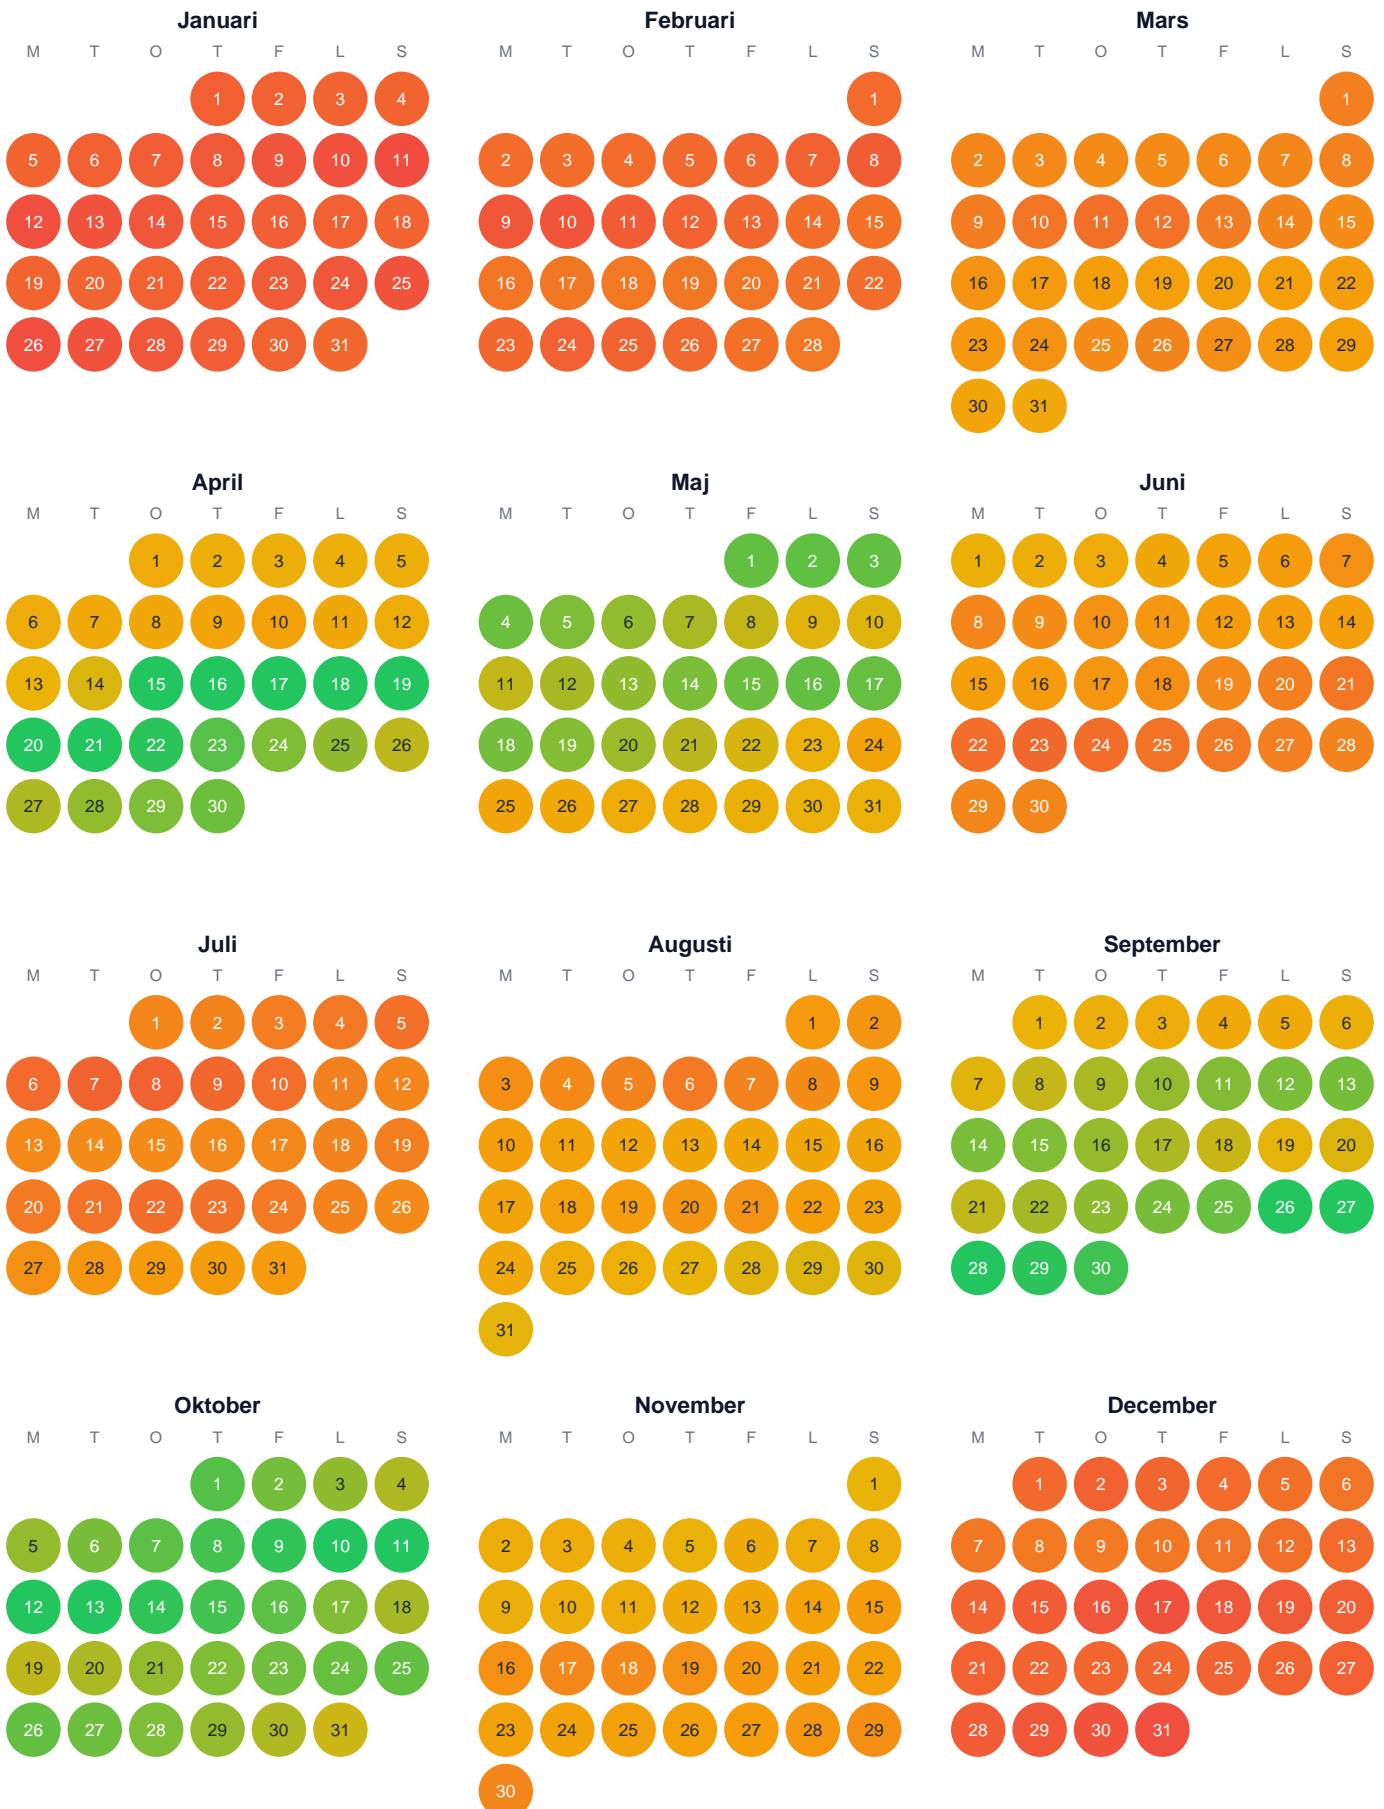 Januari Februari Mars
M T O T F L S M T O T F L S M T O T F L S
1 2 3 4 1 1
5 6 7 8 9 10 11 2 3 4 5 6 7 8 2 3 4 5 6 7 8
12 13 14 15 16 17 18 9 10 11 12 13 14 15 9 10 11 12 13 14 15
19 20 21 22 23 24 25 16 17 18 19 20 21 22 16 17 18 19 20 21 22
26 27 28 29 30 31 23 24 25 26 27 28 23 24 25 26 27 28 29
30 31
April Maj Juni
M T O T F L S M T O T F L S M T O T F L S
1 2 3 4 5 1 2 3 1 2 3 4 5 6 7
6 7 8 9 10 11 12 4 5 6 7 8 9 10 8 9 10 11 12 13 14
13 14 15 16 17 18 19 11 12 13 14 15 16 17 15 16 17 18 19 20 21
20 21 22 23 24 25 26 18 19 20 21 22 23 24 22 23 24 25 26 27 28
27 28 29 30 25 26 27 28 29 30 31 29 30
Juli Augusti September
M T O T F L S M T O T F L S M T O T F L S
1 2 3 4 5 1 2 1 2 3 4 5 6
6 7 8 9 10 11 12 3 4 5 6 7 8 9 7 8 9 10 11 12 13
13 14 15 16 17 18 19 10 11 12 13 14 15 16 14 15 16 17 18 19 20
20 21 22 23 24 25 26 17 18 19 20 21 22 23 21 22 23 24 25 26 27
27 28 29 30 31 24 25 26 27 28 29 30 28 29 30
31
Oktober November December
M T O T F L S M T O T F L S M T O T F L S
1 2 3 4 1 1 2 3 4 5 6
5 6 7 8 9 10 11 2 3 4 5 6 7 8 7 8 9 10 11 12 13
12 13 14 15 16 17 18 9 10 11 12 13 14 15 14 15 16 17 18 19 20
19 20 21 22 23 24 25 16 17 18 19 20 21 22 21 22 23 24 25 26 27
26 27 28 29 30 31 23 24 25 26 27 28 29 28 29 30 31
30